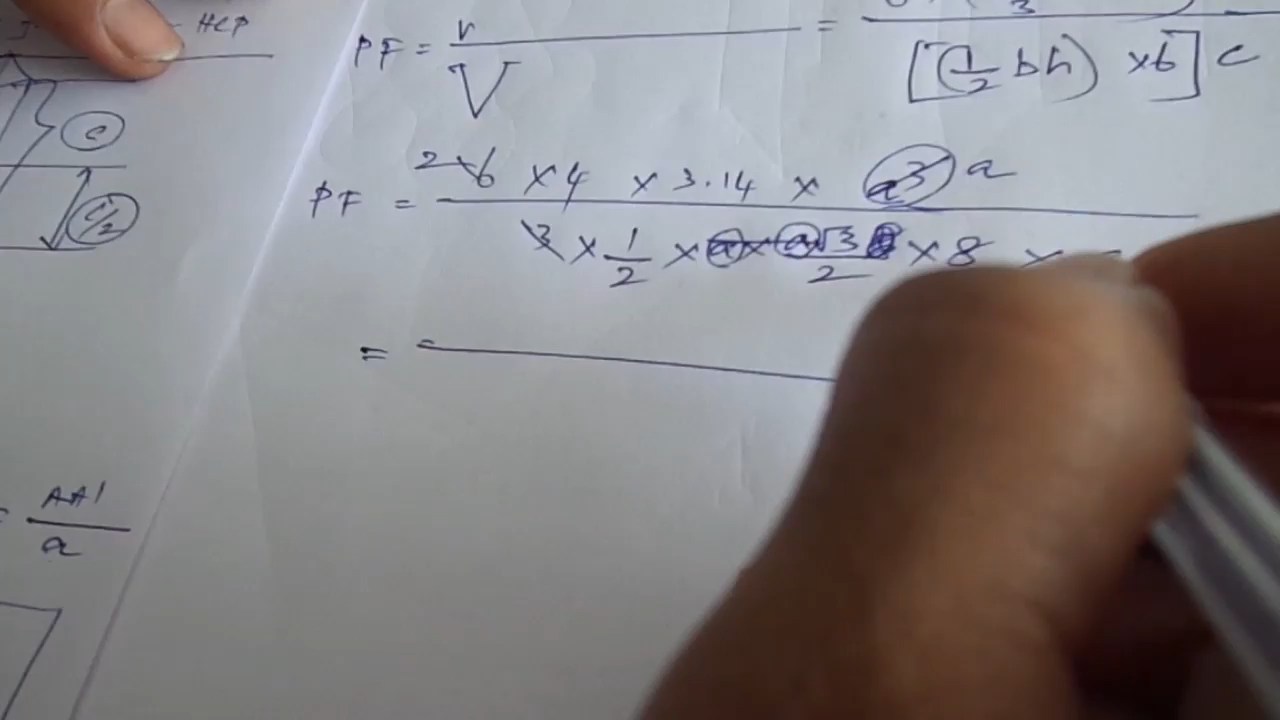 HCP
PF = v / V = [(1/2 bh) × 6] c
c
c/2
PF = 2 6 × 4 × 3.14 × a3 a / 3 × 1/2 × a × a√3/2 × 8 ×
=
= AA1 / a